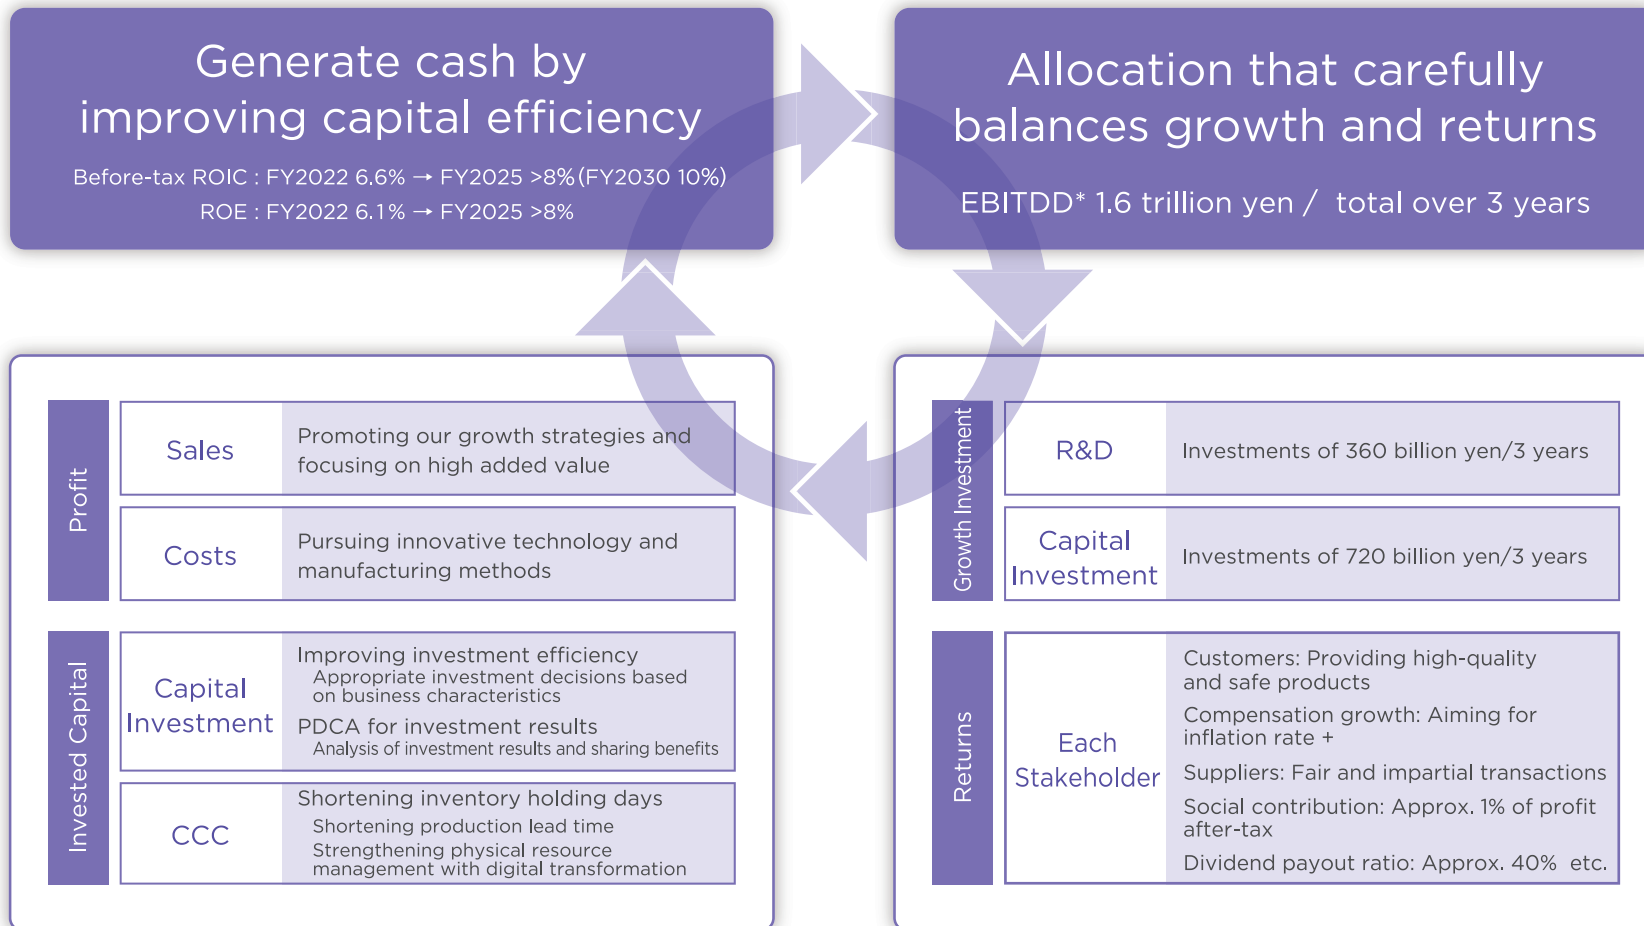 Generate cash by
improving capital efficiency
Before-tax ROIC : FY2022 6.6% → FY2025 >8% (FY2030 10%)
ROE : FY2022 6.1% → FY2025 >8%
Allocation that carefully
balances growth and returns
EBITDD* 1.6 trillion yen / total over 3 years
Profit
Sales
Promoting our growth strategies and
focusing on high added value
Costs
Pursuing innovative technology and
manufacturing methods
Invested Capital
Capital
Investment
Improving investment efficiency
Appropriate investment decisions based
on business characteristics
PDCA for investment results
Analysis of investment results and sharing benefits
CCC
Shortening inventory holding days
Shortening production lead time
Strengthening physical resource
management with digital transformation
Growth Investment
R&D
Investments of 360 billion yen/3 years
Capital
Investment
Investments of 720 billion yen/3 years
Returns
Each
Stakeholder
Customers: Providing high-quality
and safe products
Compensation growth: Aiming for
inflation rate +
Suppliers: Fair and impartial transactions
Social contribution: Approx. 1% of profit
after-tax
Dividend payout ratio: Approx. 40% etc.